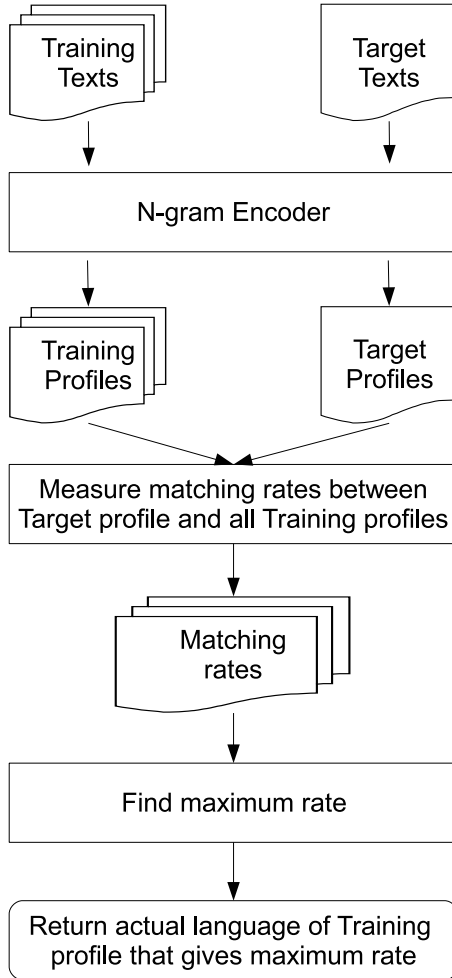 Training
Texts
Target
Texts
N-gram Encoder
Training
Profiles
Target
Profiles
Measure matching rates between
Target profile and all Training profiles
Matching
rates
Find maximum rate
Return actual language of Training
profile that gives maximum rate